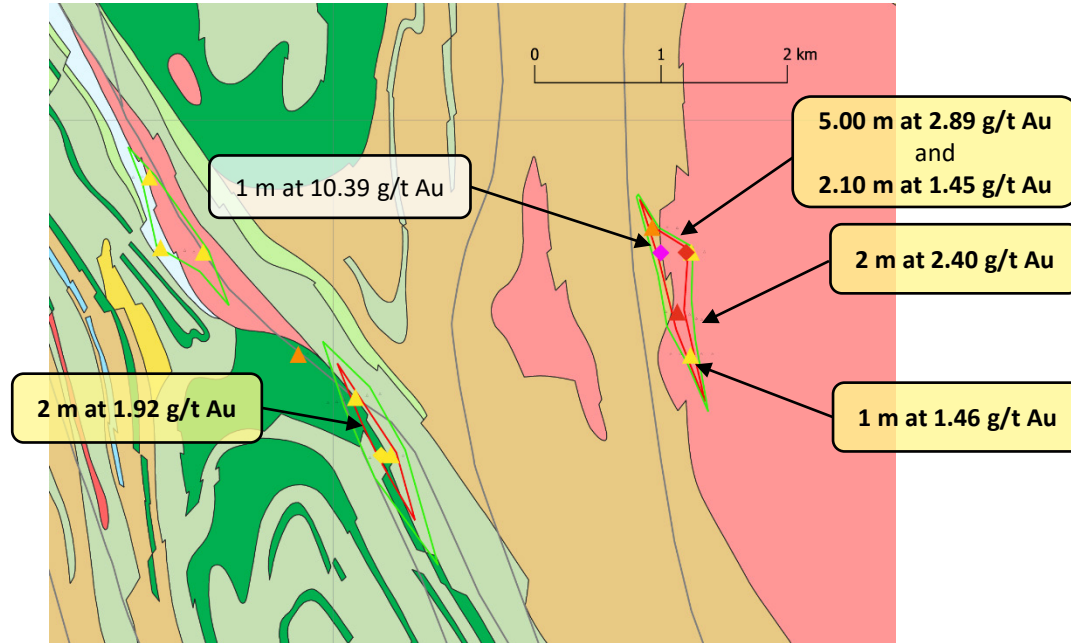 0 1 2 km
5.00 m at 2.89 g/t Au
and
2.10 m at 1.45 g/t Au
1 m at 10.39 g/t Au
2 m at 2.40 g/t Au
2 m at 1.92 g/t Au
1 m at 1.46 g/t Au